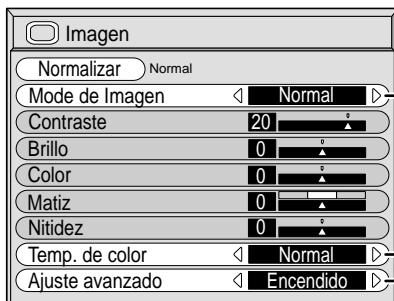 Imagen
Normalizar Normal
Mode de Imagen Normal
Contraste 20
Brillo 0
Color 0
Matiz 0
Nitidez 0
Temp. de color Normal
Ajuste avanzado Encendido